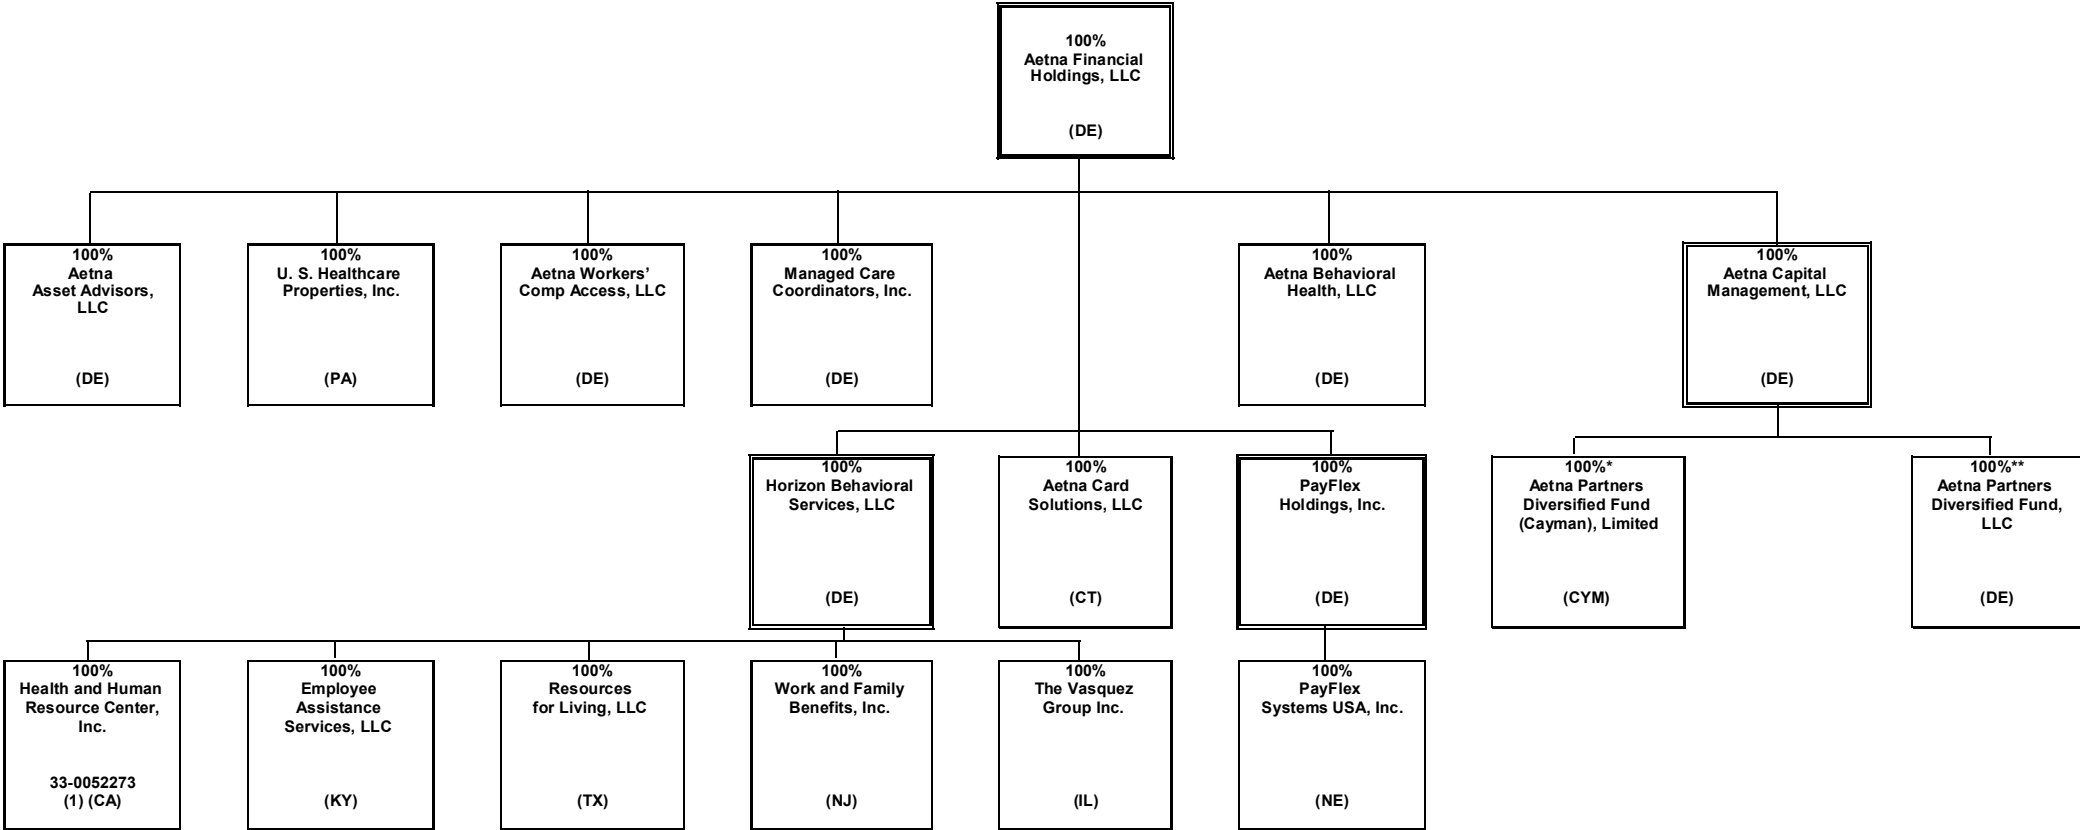 100%
Aetna Financial
Holdings, LLC
(DE)
100%
Aetna
Asset Advisors,
LLC
(DE)
100%
U. S. Healthcare
Properties, Inc.
(PA)
100%
Aetna Workers’
Comp Access, LLC
(DE)
100%
Managed Care
Coordinators, Inc.
(DE)
100%
Aetna Behavioral
Health, LLC
(DE)
100%
Aetna Capital
Management, LLC
(DE)
100%
Horizon Behavioral
Services, LLC
(DE)
100%
Aetna Card
Solutions, LLC
(CT)
100%
PayFlex
Holdings, Inc.
(DE)
100%*
Aetna Partners
Diversified Fund
(Cayman), Limited
(CYM)
100%**
Aetna Partners
Diversified Fund,
LLC
(DE)
100%
Health and Human
Resource Center,
Inc.
33-0052273
(1) (CA)
100%
Employee
Assistance
Services, LLC
(KY)
100%
Resources
for Living, LLC
(TX)
100%
Work and Family
Benefits, Inc.
(NJ)
100%
The Vasquez
Group Inc.
(IL)
100%
PayFlex
Systems USA, Inc.
(NE)